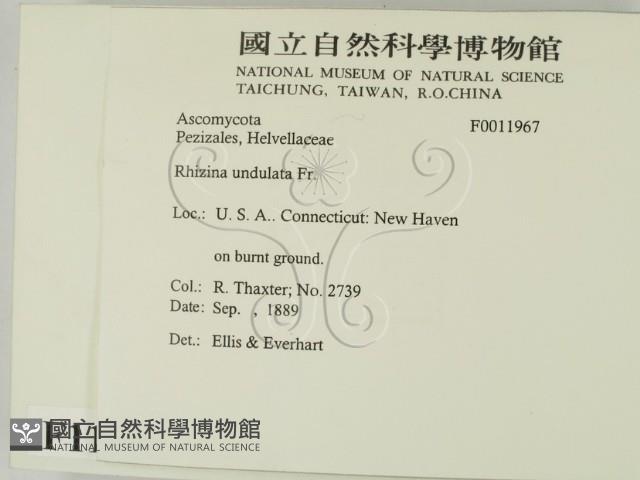 國立自然科學博物館
NATIONAL MUSEUM OF NATURAL SCIENCE
TAICHUNG, TAIWAN, R.O.CHINA
Ascomycota
F0011967
Pezizales, Helvellaceae
Rhizina undulata Fr.
Loc.: U. S. A.. Connecticut: New Haven
on burnt ground.
Col.: R. Thaxter; No. 2739
Date: Sep. , 1889
Det.: Ellis & Everhart
國立自然科學博物館
NATIONAL MUSEUM OF NATURAL SCIENCE